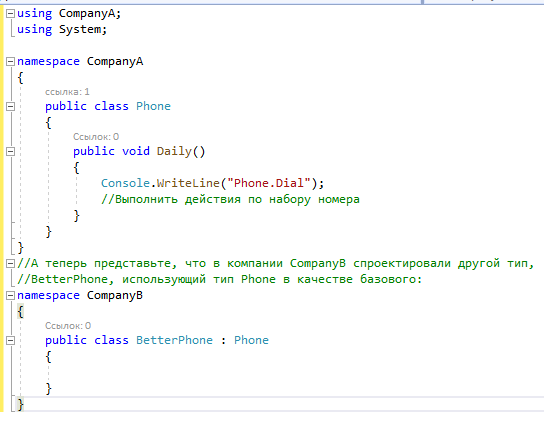 using CompanyA;
using System;
namespace CompanyA
{
ссылка: 1
public class Phone
{
Ссылок: 0
public void Daily()
{
Console.WriteLine("Phone.Dial");
//Выполнить действия по набору номера
}
}
}
//А теперь представьте, что в компании CompanyB спроектировали другой тип,
//BetterPhone, использующий тип Phone в качестве базового:
namespace CompanyB
{
Ссылок: 0
public class BetterPhone : Phone
{
}
}